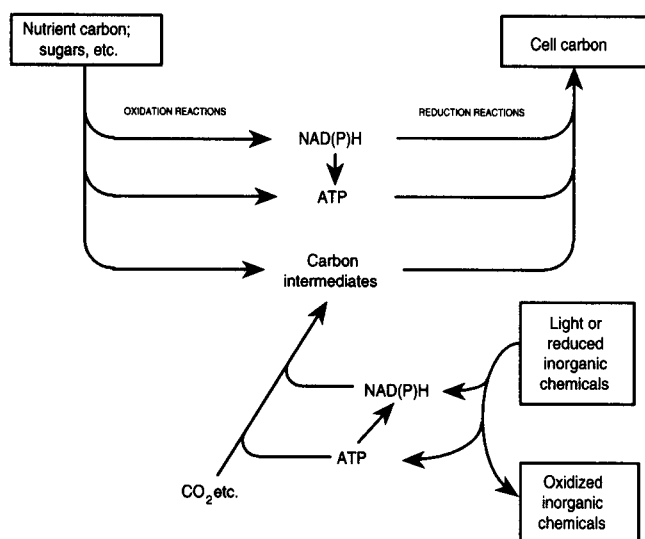 Nutrient carbon;
sugars, etc.
Cell carbon
OXIDATION REACTIONS
REDUCTION REACTIONS
NAD(P)H
ATP
Carbon
intermediates
Light or
reduced
inorganic
chemicals
NAD(P)H
ATP
CO₂ etc.
Oxidized
inorganic
chemicals